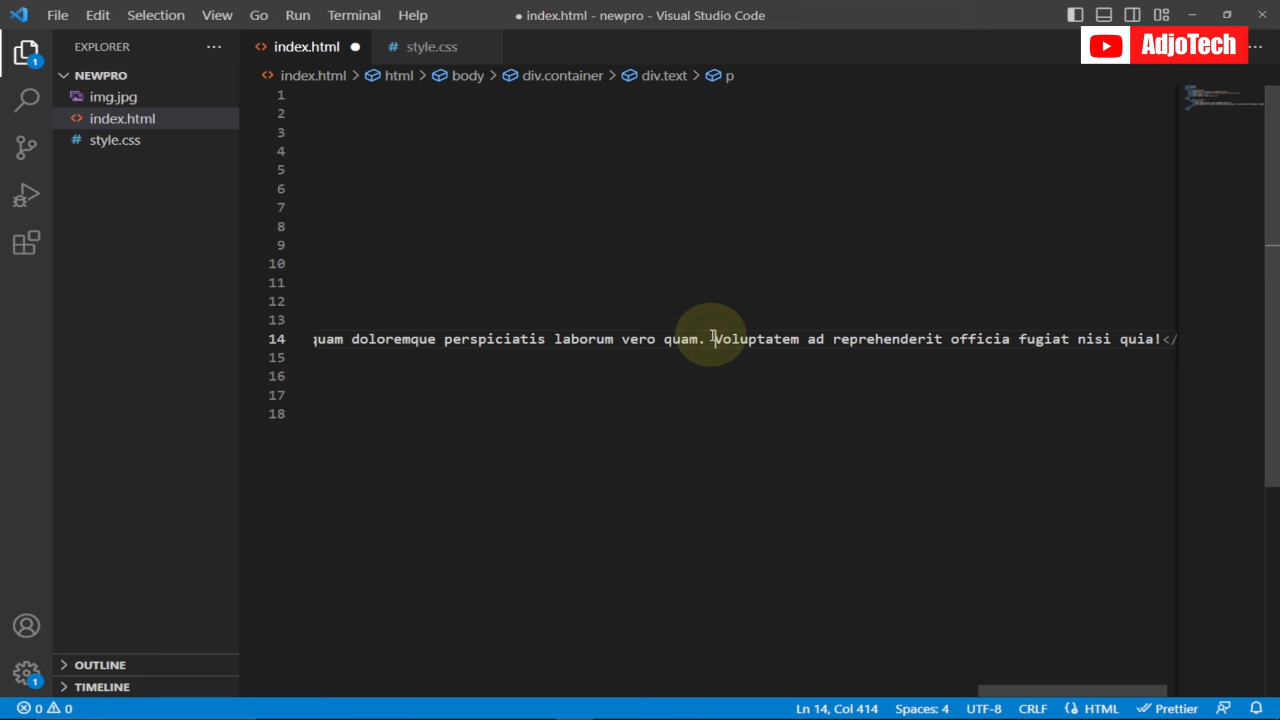 File Edit Selection View Go Run Terminal Help
● index.html - newpro - Visual Studio Code
EXPLORER ···
index.html ● # style.css
AdjoTech
···
NEWPRO
index.html > html > body > div.container > div.text > p
img.jpg
index.html
# style.css
1
1
2
3
4
5
6
7
8
9
10
11
12
13
14 quam doloremque perspiciatis laborum vero quam. Voluptatem ad reprehenderit officia fugiat nisi quia!</
15
16
17
18
OUTLINE
1
TIMELINE
0 0 Ln 14, Col 414 Spaces: 4 UTF-8 CRLF HTML Prettier